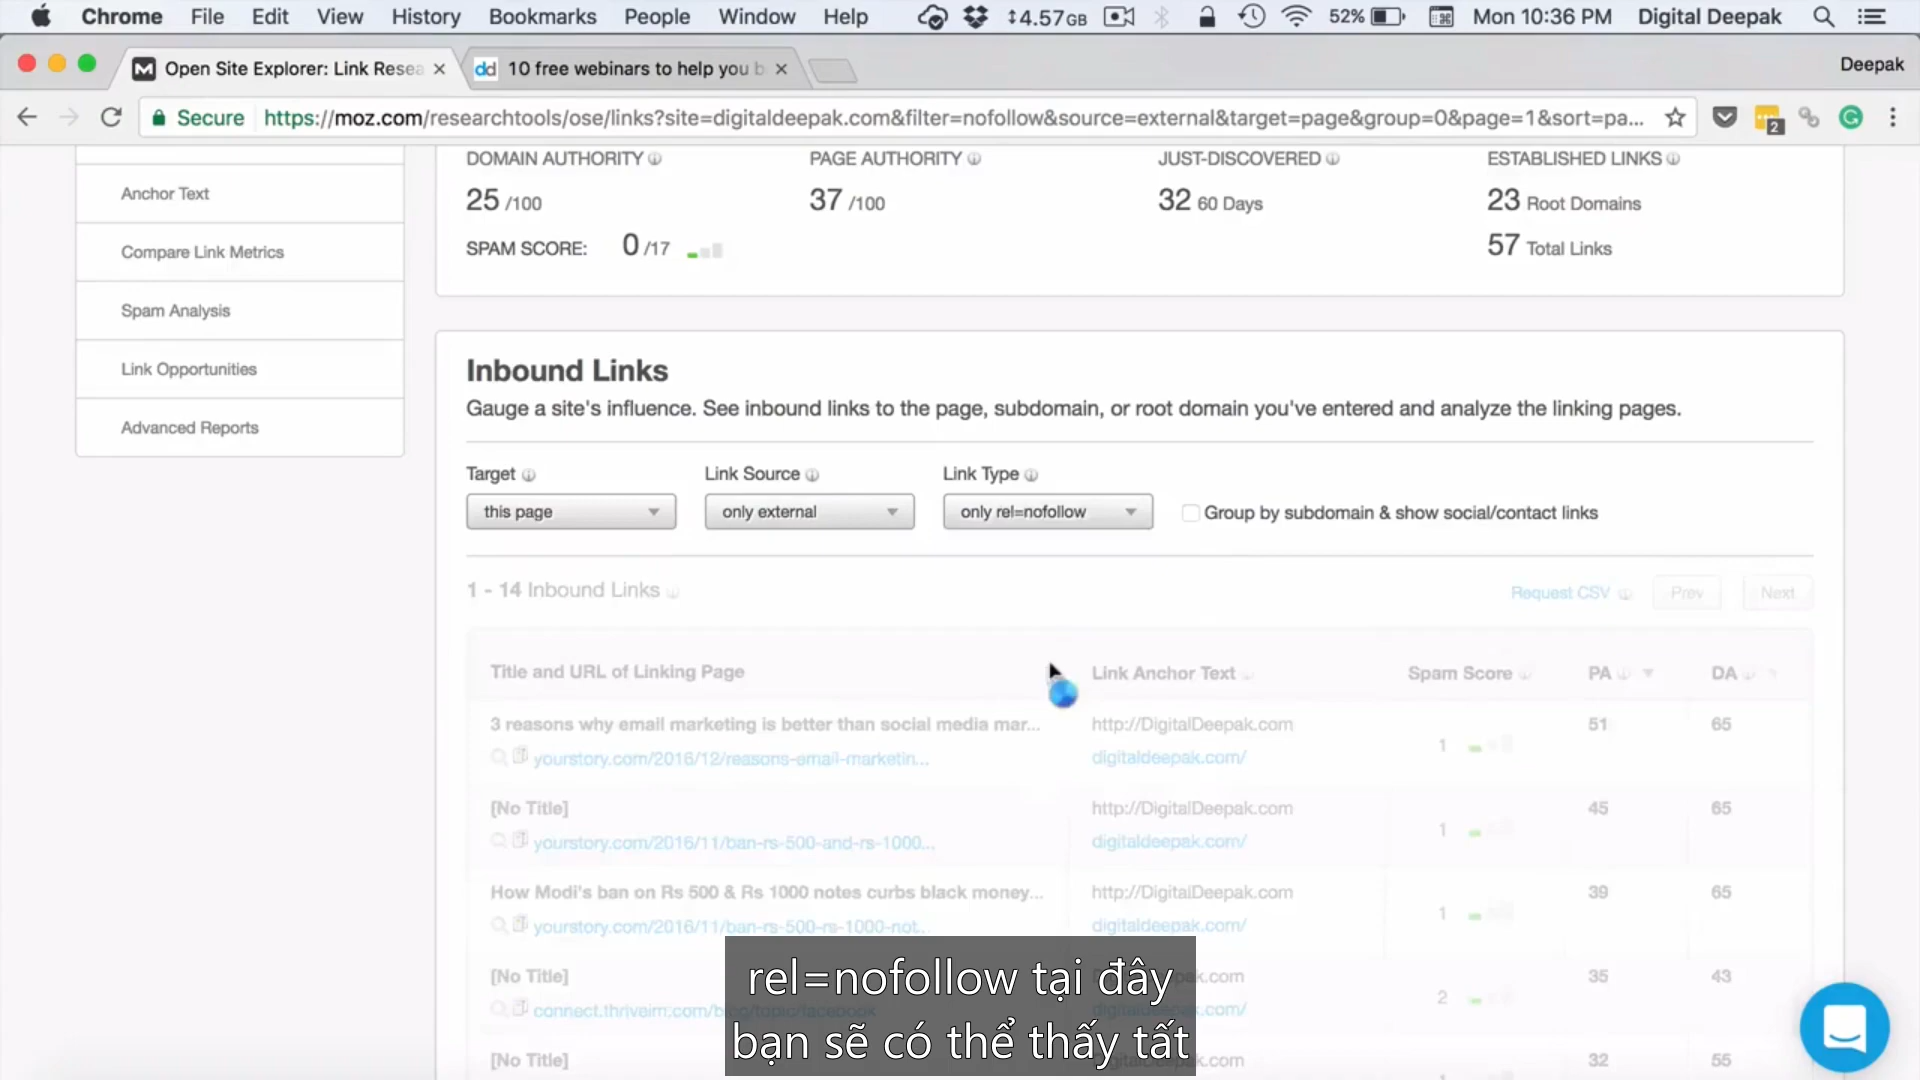 Chrome File Edit View History Bookmarks People Window Help 4.57GB 52% Mon 10:36 PM Digital Deepak
Open Site Explorer: Link Resea 10 free webinars to help you b Deepak
Secure https://moz.com/researchtools/ose/links?site=digitaldeepak.com&filter=nofollow&source=external&target=page&group=0&page=1&sort=pa... 2
DOMAIN AUTHORITY PAGE AUTHORITY JUST-DISCOVERED ESTABLISHED LINKS
25 /100 37 /100 32 60 Days 23 Root Domains
SPAM SCORE: 0 /17 57 Total Links
Anchor Text
Compare Link Metrics
Spam Analysis
Link Opportunities
Advanced Reports
Inbound Links
Gauge a site's influence. See inbound links to the page, subdomain, or root domain you've entered and analyze the linking pages.
Target Link Source Link Type
this page only external only rel=nofollow Group by subdomain & show social/contact links
1 - 14 Inbound Links Request CSV Prev Next
Title and URL of Linking Page Link Anchor Text Spam Score PA DA
3 reasons why email marketing is better than social media mar... http://DigitalDeepak.com 1 51 65
yourstory.com/2016/12/reasons-email-marketin... digitaldeepak.com/
[No Title] http://DigitalDeepak.com 1 45 65
yourstory.com/2016/11/ban-rs-500-and-rs-1000... digitaldeepak.com/
How Modi's ban on Rs 500 & Rs 1000 notes curbs black money... http://DigitalDeepak.com 1 39 65
yourstory.com/2016/11/ban-rs-500-rs-1000-not... digitaldeepak.com/
[No Title] k.com 2 35 43
connect.thriveim.com/blog/topic/facebook digitaldeepak.com/
[No Title] k.com 32 55
rel=nofollow tại đây
bạn sẽ có thể thấy tất